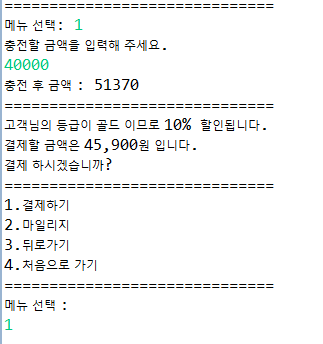 ==============================
메뉴 선택: 1
충전할 금액을 입력해 주세요.
40000
충전 후 금액 : 51370
==============================
고객님의 등급이 골드 이므로 10% 할인됩니다.
결제할 금액은 45,900원 입니다.
결제 하시겠습니까?
==============================
1.결제하기
2.마일리지
3.뒤로가기
4.처음으로 가기
==============================
메뉴 선택 :
1